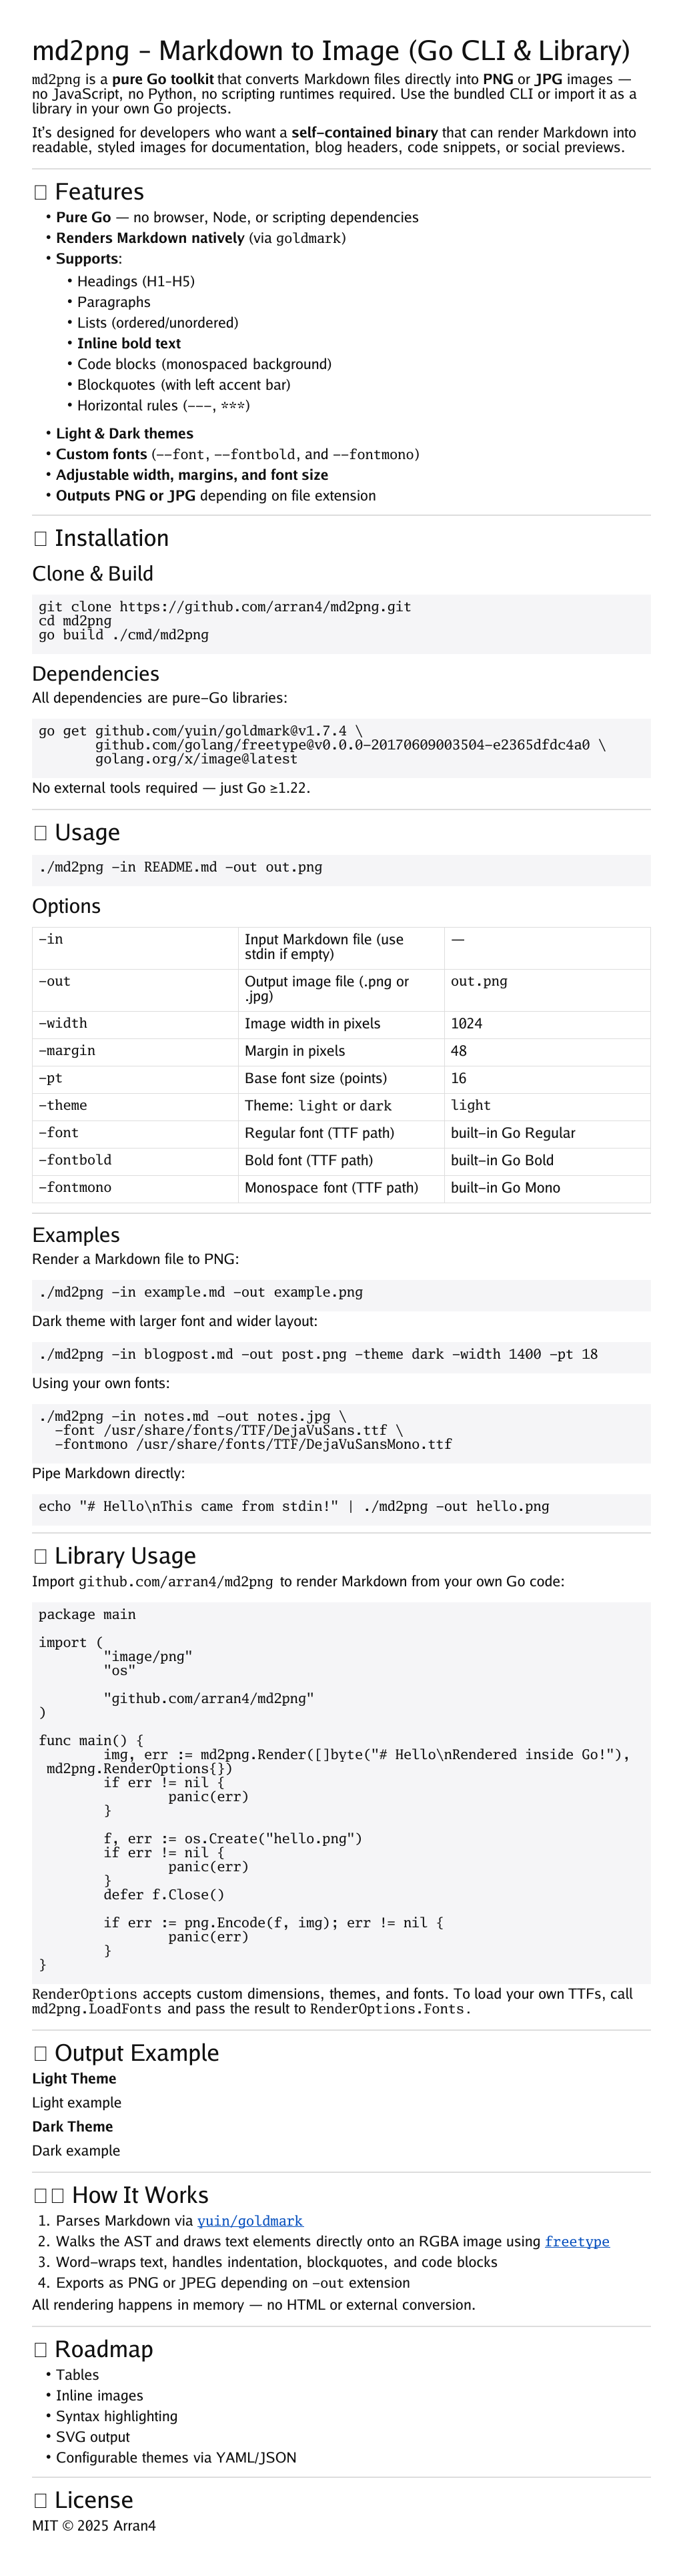 md2png – Markdown to Image (Go CLI & Library)
md2png is a pure Go toolkit that converts Markdown files directly into PNG or JPG images —
no JavaScript, no Python, no scripting runtimes required. Use the bundled CLI or import it as a
library in your own Go projects.
It's designed for developers who want a self-contained binary that can render Markdown into
readable, styled images for documentation, blog headers, code snippets, or social previews.
Features
• Pure Go — no browser, Node, or scripting dependencies
• Renders Markdown natively (via goldmark)
• Supports:
• Headings (H1–H5)
• Paragraphs
• Lists (ordered/unordered)
• Inline bold text
• Code blocks (monospaced background)
• Blockquotes (with left accent bar)
• Horizontal rules (---, ***)
• Light & Dark themes
• Custom fonts (--font, --fontbold, and --fontmono)
• Adjustable width, margins, and font size
• Outputs PNG or JPG depending on file extension
Installation
Clone & Build
git clone https://github.com/arran4/md2png.git
cd md2png
go build ./cmd/md2png
Dependencies
All dependencies are pure-Go libraries:
go get github.com/yuin/goldmark@v1.7.4 \
github.com/golang/freetype@v0.0.0-20170609003504-e2365dfdc4a0 \
golang.org/x/image@latest
No external tools required — just Go ≥1.22.
Usage
./md2png -in README.md -out out.png
Options
-in Input Markdown file (use —
stdin if empty)
-out Output image file (.png or out.png
.jpg)
-width Image width in pixels 1024
-margin Margin in pixels 48
-pt Base font size (points) 16
-theme Theme: light or dark light
-font Regular font (TTF path) built-in Go Regular
-fontbold Bold font (TTF path) built-in Go Bold
-fontmono Monospace font (TTF path) built-in Go Mono
Examples
Render a Markdown file to PNG:
./md2png -in example.md -out example.png
Dark theme with larger font and wider layout:
./md2png -in blogpost.md -out post.png -theme dark -width 1400 -pt 18
Using your own fonts:
./md2png -in notes.md -out notes.jpg \
-font /usr/share/fonts/TTF/DejaVuSans.ttf \
-fontmono /usr/share/fonts/TTF/DejaVuSansMono.ttf
Pipe Markdown directly:
echo "# Hello\nThis came from stdin!" | ./md2png -out hello.png
Library Usage
Import github.com/arran4/md2png to render Markdown from your own Go code:
package main
import (
"image/png"
"os"
"github.com/arran4/md2png"
)
func main() {
img, err := md2png.Render([]byte("# Hello\nRendered inside Go!"),
md2png.RenderOptions{})
if err != nil {
panic(err)
}
f, err := os.Create("hello.png")
if err != nil {
panic(err)
}
defer f.Close()
if err := png.Encode(f, img); err != nil {
panic(err)
}
}
RenderOptions accepts custom dimensions, themes, and fonts. To load your own TTFs, call
md2png.LoadFonts and pass the result to RenderOptions.Fonts.
Output Example
Light Theme
Light example
Dark Theme
Dark example
How It Works
1. Parses Markdown via yuin/goldmark
2. Walks the AST and draws text elements directly onto an RGBA image using freetype
3. Word-wraps text, handles indentation, blockquotes, and code blocks
4. Exports as PNG or JPEG depending on -out extension
All rendering happens in memory — no HTML or external conversion.
Roadmap
• Tables
• Inline images
• Syntax highlighting
• SVG output
• Configurable themes via YAML/JSON
License
MIT © 2025 Arran4